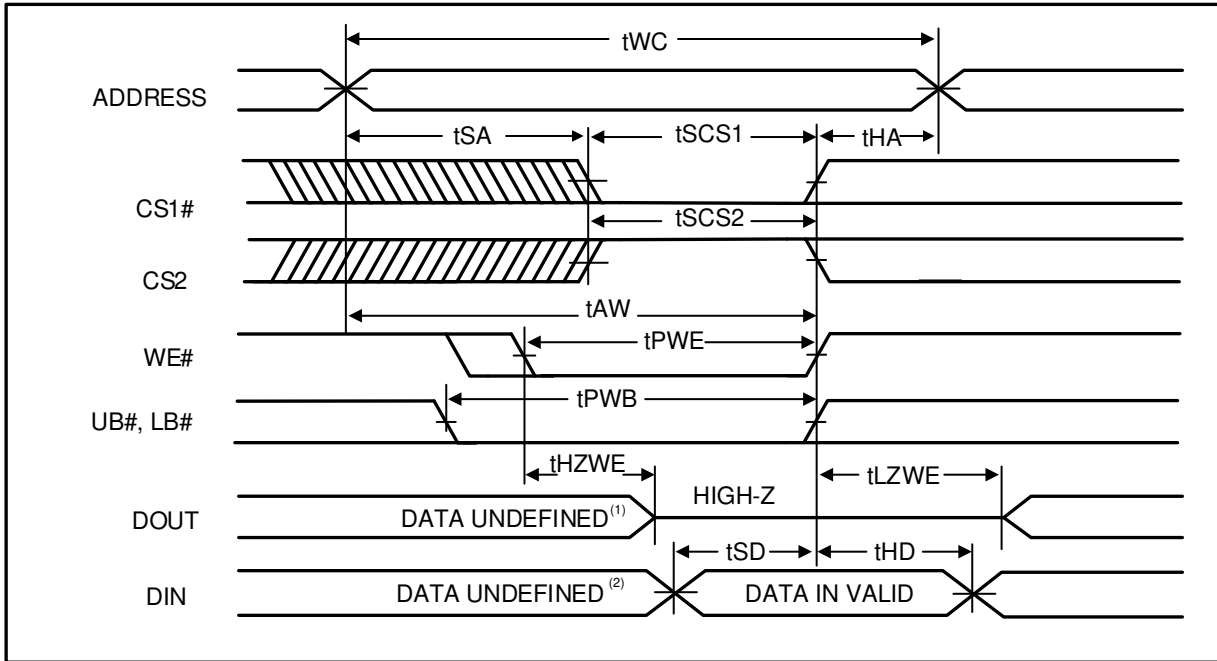 tWC
ADDRESS
tSA tSCS1 tHA
CS1#
tSCS2
CS2
tAW
WE# tPWE
UB#, LB# tPWB
tHZWE tLZWE
HIGH-Z
DOUT DATA UNDEFINED(1)
tSD tHD
DIN DATA UNDEFINED (2) DATA IN VALID